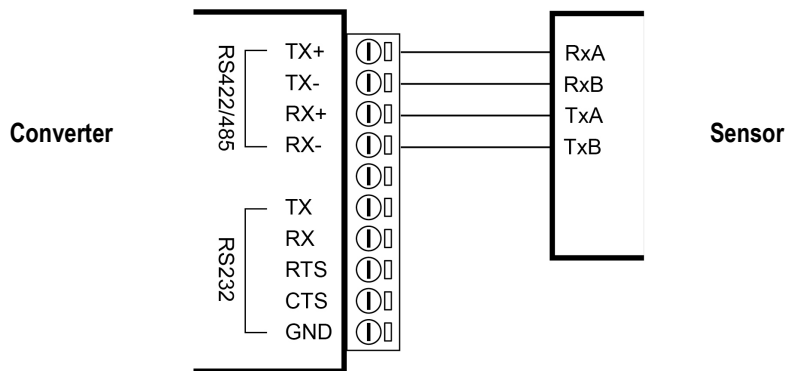 Converter
RS422/485
TX+
TX-
RX+
RX-
RS232
TX
RX
RTS
CTS
GND
RxA
RxB
TxA
TxB
Sensor